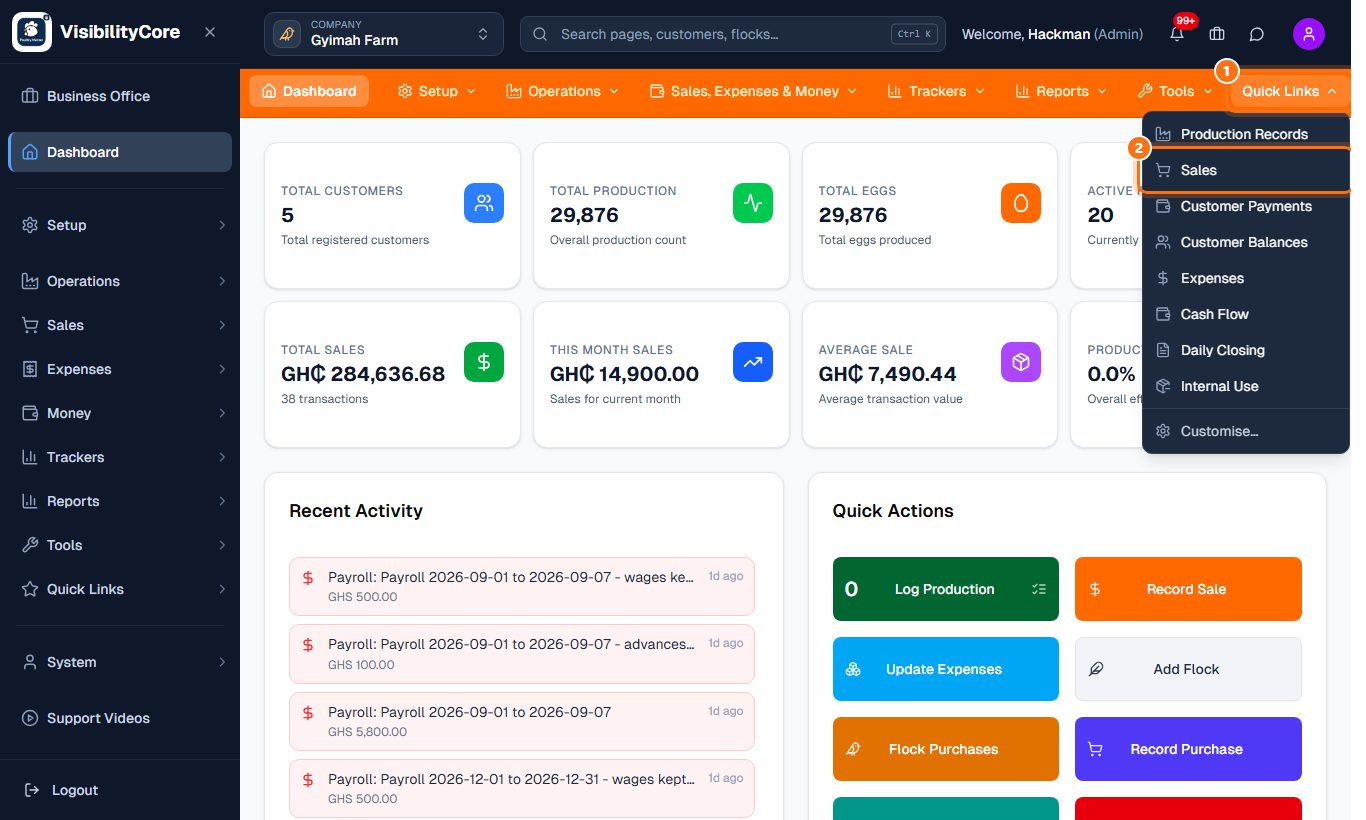 VisibilityCore
COMPANY
Gyimah Farm
Search pages, customers, flocks...
Ctrl K
Welcome, Hackman (Admin)
99+
Business Office
Dashboard
Setup
Operations
Sales
Expenses
Money
Trackers
Reports
Tools
Quick Links
System
Support Videos
Logout
Dashboard
Setup
Operations
Sales, Expenses & Money
Trackers
Reports
Tools
1
Quick Links
Production Records
2
Sales
Customer Payments
Customer Balances
Expenses
Cash Flow
Daily Closing
Internal Use
Customise...
TOTAL CUSTOMERS
5
Total registered customers
TOTAL PRODUCTION
29,876
Overall production count
TOTAL EGGS
29,876
Total eggs produced
ACTIVE
20
Currently
TOTAL SALES
GH₵ 284,636.68
38 transactions
THIS MONTH SALES
GH₵ 14,900.00
Sales for current month
AVERAGE SALE
GH₵ 7,490.44
Average transaction value
0.0%
Overall
Recent Activity
Payroll: Payroll 2026-09-01 to 2026-09-07 - wages ke...
1d ago
GHS 500.00
Payroll: Payroll 2026-09-01 to 2026-09-07 - advances...
1d ago
GHS 100.00
Payroll: Payroll 2026-09-01 to 2026-09-07
1d ago
GHS 5,800.00
Payroll: Payroll 2026-12-01 to 2026-12-31 - wages kept...
1d ago
GHS 500.00
Quick Actions
Log Production
Record Sale
Update Expenses
Add Flock
Flock Purchases
Record Purchase